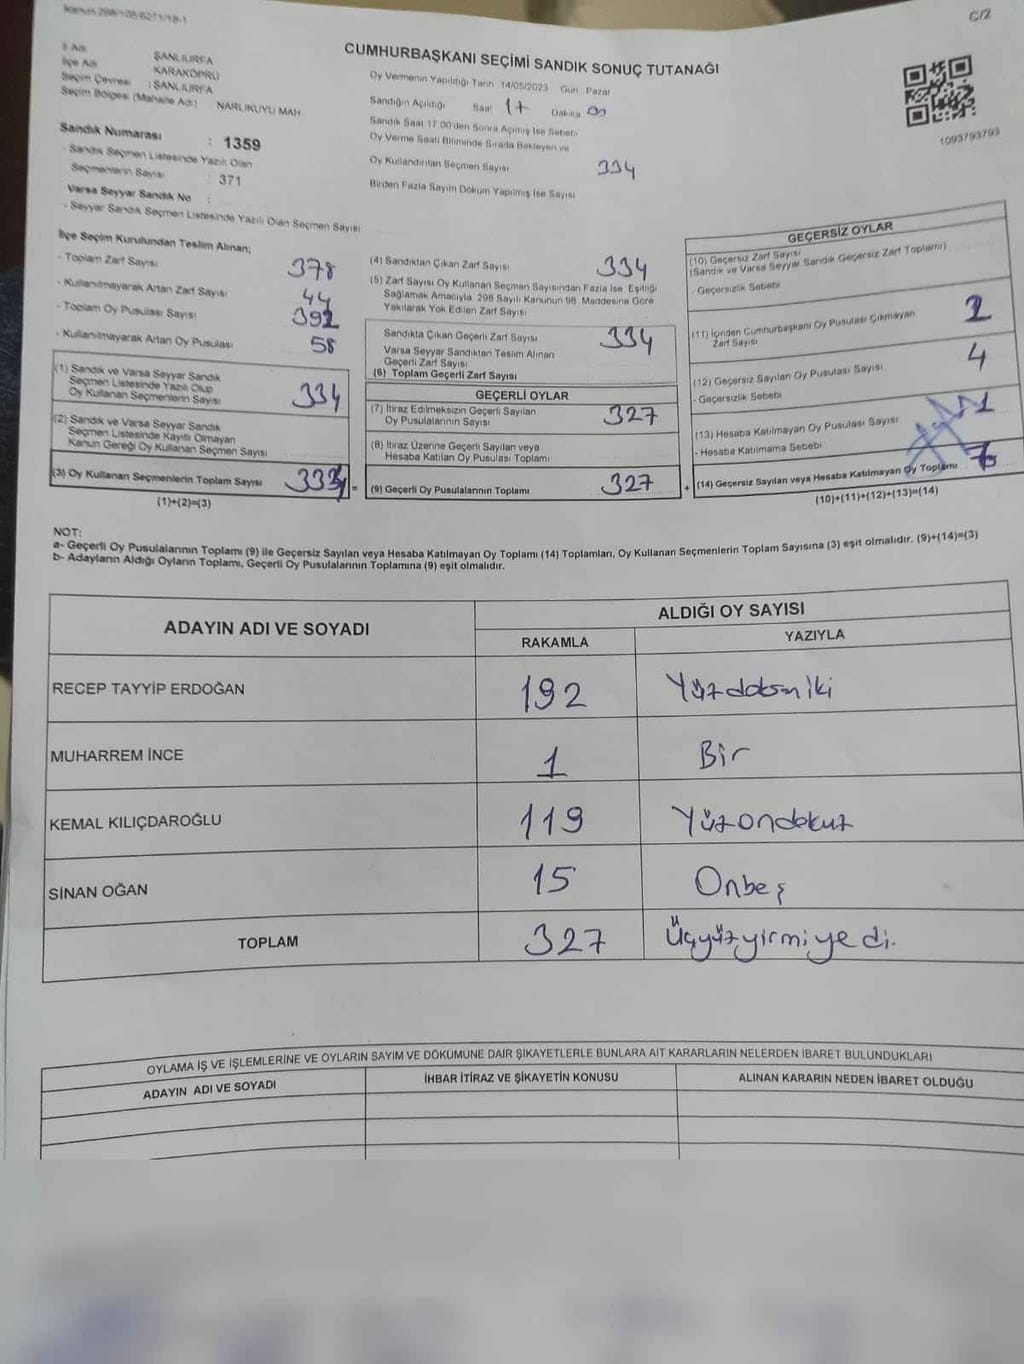 Kanun:298/105/6271/18-1
C/2
CUMHURBAŞKANI SEÇİMİ SANDIK SONUÇ TUTANAĞI
İl Adı : ŞANLIURFA
İlçe Adı : KARAKÖPRÜ
Seçim Çevresi : ŞANLIURFA
Seçim Bölgesi (Mahalle Adı) : NARLIKUYU MAH
Sandık Numarası : 1359
- Sandık Seçmen Listesinde Yazılı Olan
Seçmenlerin Sayısı : 371
Varsa Seyyar Sandık No :
- Seyyar Sandık Seçmen Listesinde Yazılı Olan Seçmen Sayısı
Oy Vermenin Yapıldığı Tarih 14/05/2023 Gün Pazar
Sandığın Açıldığı Saat 17 Dakika 00
Sandık Saat 17.00'den Sonra Açılmış İse Sebebi
Oy Verme Saati Bitiminde Sırada Bekleyen ve
Oy Kullandırılan Seçmen Sayısı 334
Birden Fazla Sayım Döküm Yapılmış İse Sayısı
1093793793
İlçe Seçim Kurulundan Teslim Alınan;
- Toplam Zarf Sayısı 378
- Kullanılmayarak Artan Zarf Sayısı 44
- Toplam Oy Pusulası Sayısı 392
- Kullanılmayarak Artan Oy Pusulası 58
(1) Sandık ve Varsa Seyyar Sandık
Seçmen Listesinde Yazılı Olup
Oy Kullanan Seçmenlerin Sayısı 334
(2) Sandık ve Varsa Seyyar Sandık
Seçmen Listesinde Kayıtlı Olmayan
Kanun Gereği Oy Kullanan Seçmen Sayısı
(3) Oy Kullanan Seçmenlerin Toplam Sayısı 334 =
(1)+(2)=(3)
(4) Sandıktan Çıkan Zarf Sayısı 334
(5) Zarf Sayısı Oy Kullanan Seçmen Sayısından Fazla İse, Eşitliği
Sağlamak Amacıyla, 298 Sayılı Kanunun 98. Maddesine Göre
Yakılarak Yok Edilen Zarf Sayısı
Sandıkta Çıkan Geçerli Zarf Sayısı 334
Varsa Seyyar Sandıktan Teslim Alınan
Geçerli Zarf Sayısı
(6) Toplam Geçerli Zarf Sayısı
GEÇERLİ OYLAR
(7) İtiraz Edilmeksizin Geçerli Sayılan
Oy Pusulalarının Sayısı 327
(8) İtiraz Üzerine Geçerli Sayılan veya
Hesaba Katılan Oy Pusulası Toplamı
(9) Geçerli Oy Pusulalarının Toplamı 327 +
GEÇERSİZ OYLAR
(10) Geçersiz Zarf Sayısı
(Sandık ve Varsa Seyyar Sandık Geçersiz Zarf Toplamı)
- Geçersizlik Sebebi
(11) İçinden Cumhurbaşkanı Oy Pusulası Çıkmayan
Zarf Sayısı 2
(12) Geçersiz Sayılan Oy Pusulası Sayısı 4
- Geçersizlik Sebebi
(13) Hesaba Katılmayan Oy Pusulası Sayısı 1
- Hesaba Katılmama Sebebi
(14) Geçersiz Sayılan veya Hesaba Katılmayan Oy Toplamı
(10)+(11)+(12)+(13)=(14)
NOT:
a- Geçerli Oy Pusulalarının Toplamı (9) ile Geçersiz Sayılan veya Hesaba Katılmayan Oy Toplamı (14) Toplamları, Oy Kullanan Seçmenlerin Toplam Sayısına (3) eşit olmalıdır. (9)+(14)=(3)
b- Adayların Aldığı Oyların Toplamı, Geçerli Oy Pusulalarının Toplamına (9) eşit olmalıdır.
ADAYIN ADI VE SOYADI
ALDIĞI OY SAYISI
RAKAMLA YAZIYLA
RECEP TAYYİP ERDOĞAN 192 Yüzdoksaniki
MUHARREM İNCE 1 Bir
KEMAL KILIÇDAROĞLU 119 Yüzondokuz
SİNAN OĞAN 15 Onbeş
TOPLAM 327 Üçyüzyirmiyedi.
OYLAMA İŞ VE İŞLEMLERİNE VE OYLARIN SAYIM VE DÖKÜMÜNE DAİR ŞİKAYETLERLE BUNLARA AİT KARARLARIN NELERDEN İBARET BULUNDUKLARI
ADAYIN ADI VE SOYADI İHBAR İTİRAZ VE ŞİKAYETİN KONUSU ALINAN KARARIN NEDEN İBARET OLDUĞU